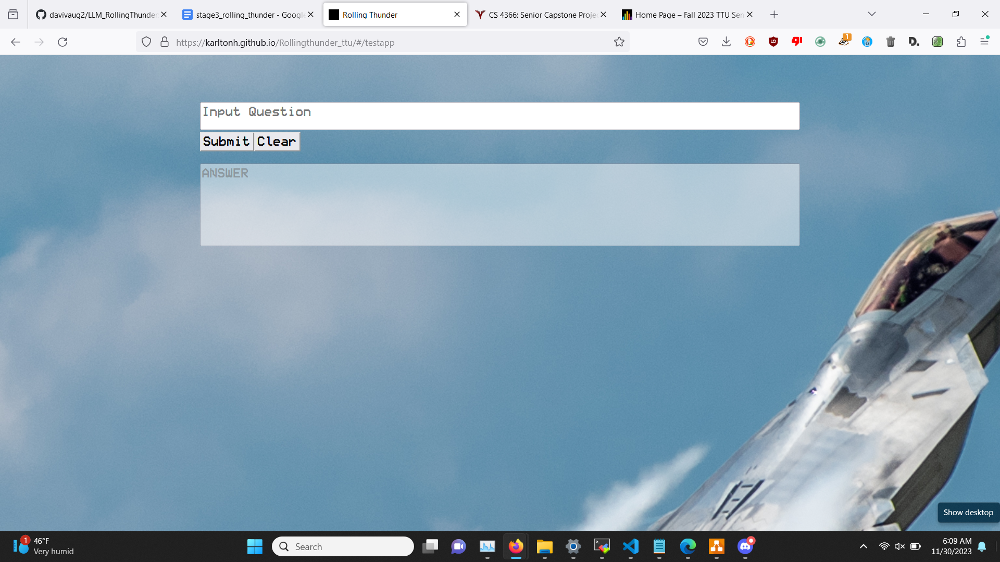 davivaug2/LLM_RollingThunder
stage3_rolling_thunder - Google
Rolling Thunder
CS 4366: Senior Capstone Proje
Home Page – Fall 2023 TTU Sen
https://karltonh.github.io/Rollingthunder_ttu/#/testapp
1
D.
Input Question
Submit
Clear
ANSWER
Show desktop
1
46°F
Very humid
Search
6:09 AM
11/30/2023